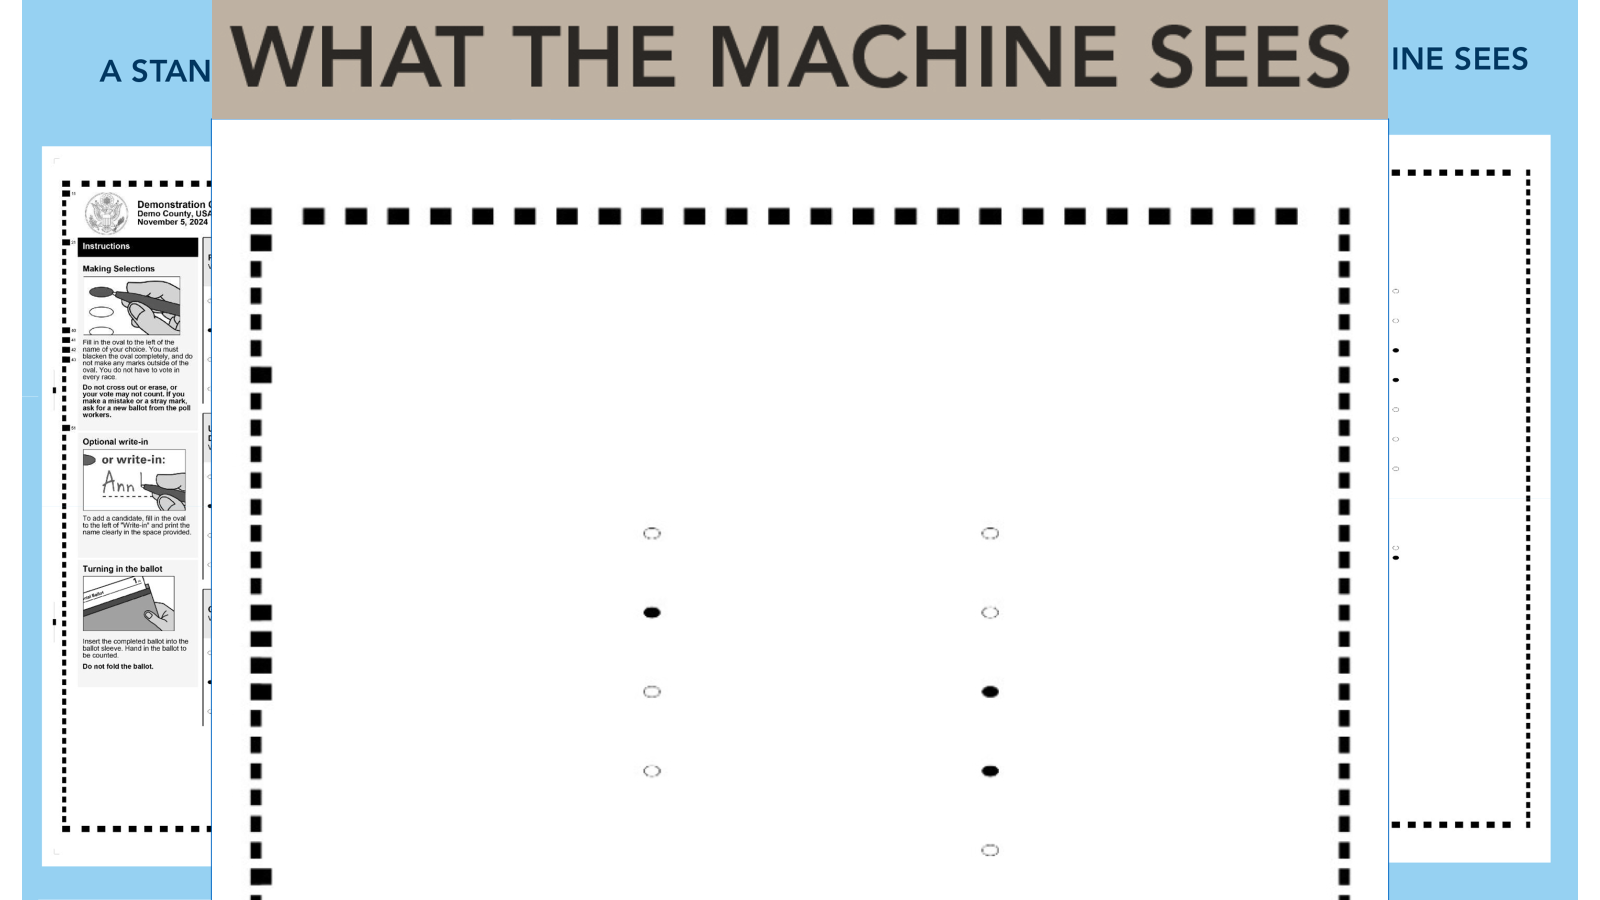 WHAT THE MACHINE SEES
A STAN
INE SEES
Demonstration
Demo County, USA
November 5, 2024
Instructions
Making Selections
Fill in the oval to the left of the
name of your choice. You must
blacken the oval completely, and do
not make any marks outside of the
oval. You do not have to vote in
every race.
Do not cross out or erase, or
your vote may not count. If you
make a mistake or a stray mark,
ask for a new ballot from the poll
workers.
Optional write-in
or write-in:
Ann
To add a candidate, fill in the oval
to the left of "Write-in" and print the
name clearly in the space provided.
Turning in the ballot
Insert the completed ballot into the
ballot sleeve. Hand in the ballot to
be counted.
Do not fold the ballot.